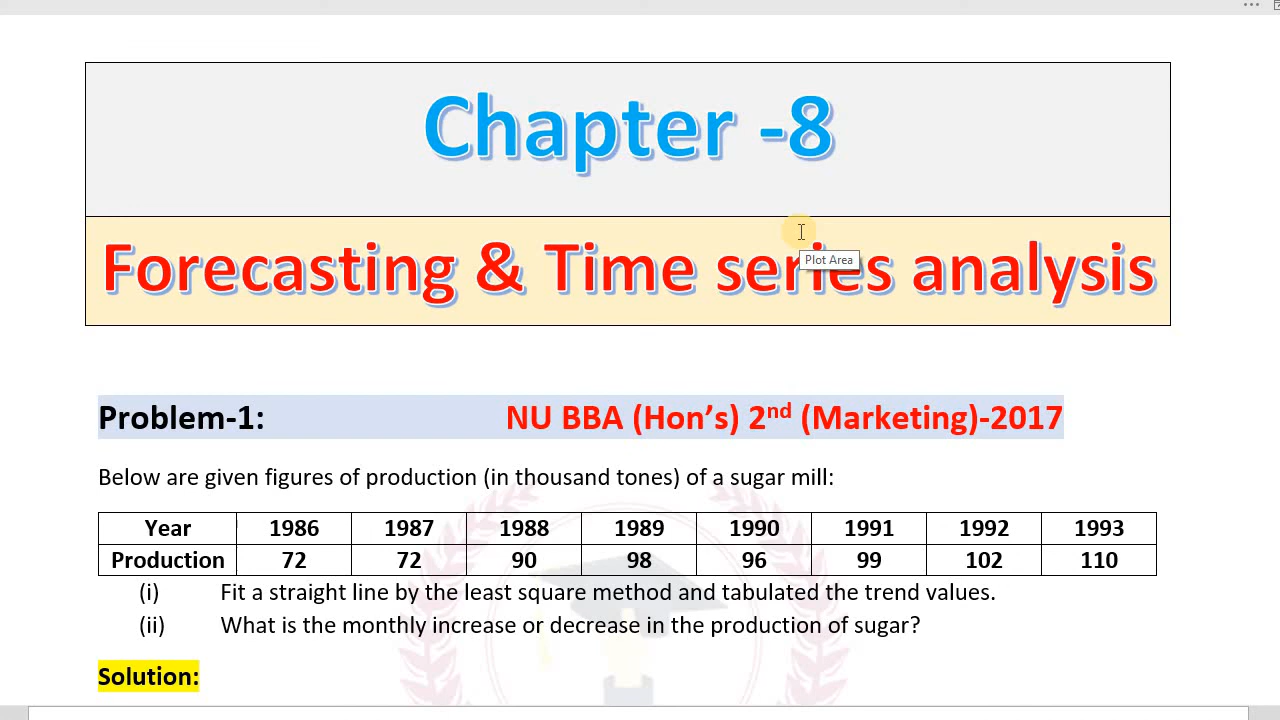 Chapter -8
Forecasting & Time series analysis
Plot Area
Problem-1: NU BBA (Hon’s) 2nd (Marketing)-2017
Below are given figures of production (in thousand tones) of a sugar mill:
Year 1986 1987 1988 1989 1990 1991 1992 1993
Production 72 72 90 98 96 99 102 110
(i) Fit a straight line by the least square method and tabulated the trend values.
(ii) What is the monthly increase or decrease in the production of sugar?
Solution: